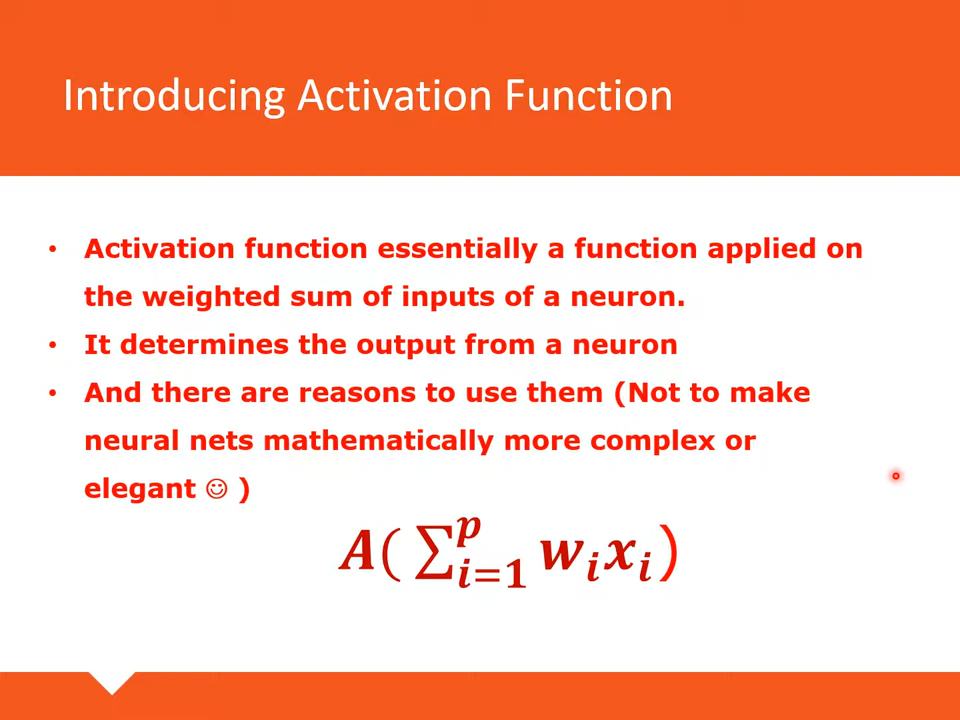 Introducing Activation Function
• Activation function essentially a function applied on
the weighted sum of inputs of a neuron.
• It determines the output from a neuron
• And there are reasons to use them (Not to make
neural nets mathematically more complex or
elegant ☺ )
A( ∑_{i=1}^{p} w_i x_i )